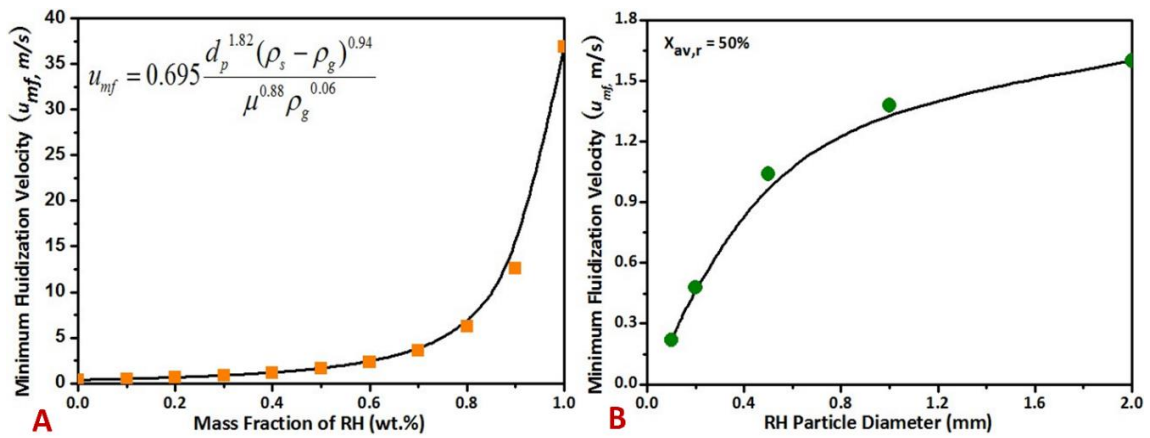 Minimum Fluidization Velocity (u_mf, m/s)
40
35
30
25
20
15
10
5
0
u_mf = 0.695 d_p^1.82 (ρ_s − ρ_g)^0.94 / μ^0.88 ρ_g^0.06
0.0 0.2 0.4 0.6 0.8 1.0
Mass Fraction of RH (wt.%)
A
Minimum Fluidization Velocity (u_mf, m/s)
1.8
1.5
1.2
0.9
0.6
0.3
0.0
X_av,r = 50%
0.0 0.4 0.8 1.2 1.6 2.0
RH Particle Diameter (mm)
B